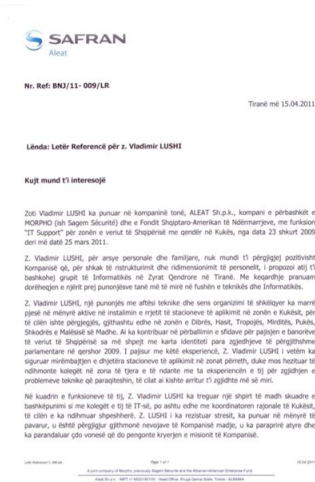 SAFRAN
Aleat
Nr. Ref: BNJ/11- 009/LR
Tiranë më 15.04.2011
Lënda: Letër Referencë për z. Vladimir LUSHI
Kujt mund t'i interesojë
Zoti Vladimir LUSHI ka punuar në kompaninë tonë, ALEAT Sh.p.k., kompani e përbashkët e
MORPHO (ish Sagem Sécurité) dhe e Fondit Shqiptaro-Amerikan të Ndërmarrjeve, me funksion
"IT Support" për zonën e veriut të Shqipërisë me qendër në Kukës, nga data 23 shkurt 2009
deri më datë 25 mars 2011.
Z. Vladimir LUSHI, për arsye personale dhe familjare, nuk mundi t'i përgjigjej pozitivisht
Kompanisë që, për shkak të ristrukturimit dhe ridimensionimit të personelit, i propozoi atij t'i
bashkohej grupit të Informatikës në Zyrat Qendrore në Tiranë. Me keqardhje pranuam
dorëheqjen e njërit prej punonjësve tanë më të mirë në fushën e teknikës dhe Informatikës.
Z. Vladimir LUSHI, një punonjës me aftësi teknike dhe sens organizimi të shkëlqyer ka marrë
pjesë në mënyrë aktive në instalimin e rrjetit të stacioneve të aplikimit në zonën e Kukësit, për
të cilën ishte përgjegjës, gjithashtu edhe në zonën e Dibrës, Hasit, Tropojës, Mirditës, Pukës,
Shkodrës e Malësisë së Madhe. Ai ka kontribuar në përballimin e sfidave për pajisjen e banorëve
të veriut të Shqipërisë sa më shpejt me karta identiteti para zgjedhjeve të përgjithshme
parlamentare në qershor 2009. I pajisur me këtë eksperiencë, Z. Vladimir LUSHI i vetëm ka
siguruar mirëmbajtjen e dhjetë stacioneve të aplikimit në zonat përreth, duke mos hezituar të
ndihmonte kolegët në zona të tjera e të ndante me ta eksperiencën e tij për zgjidhjen e
problemeve teknike që paraqiteshin, të cilat ai kishte arritur t'i zgjidhte më së miri.
Në kuadrin e funksioneve të tij, Z. Vladimir LUSHI ka treguar një shpirt të madh skuadre e
bashkëpunimi si me kolegët e tij të IT-së, po ashtu edhe me koordinatoren rajonale të Kukësit,
të cilën e ka ndihmuar shpeshherë. Z. LUSHI i ka rezistuar stresit, ka punuar në mënyrë të
pavarur, u është përgjigjur gjithmonë nevojave të Kompanisë madje, u ka paraprirë atyre dhe
ka parandaluar çdo vonesë që do pengonte kryerjen e misionit të Kompanisë.
Page 1 of 1
15.04.2011
A joint company of Morpho, previously Sagem Sécurité and the Albanian-American Enterprise Fund.